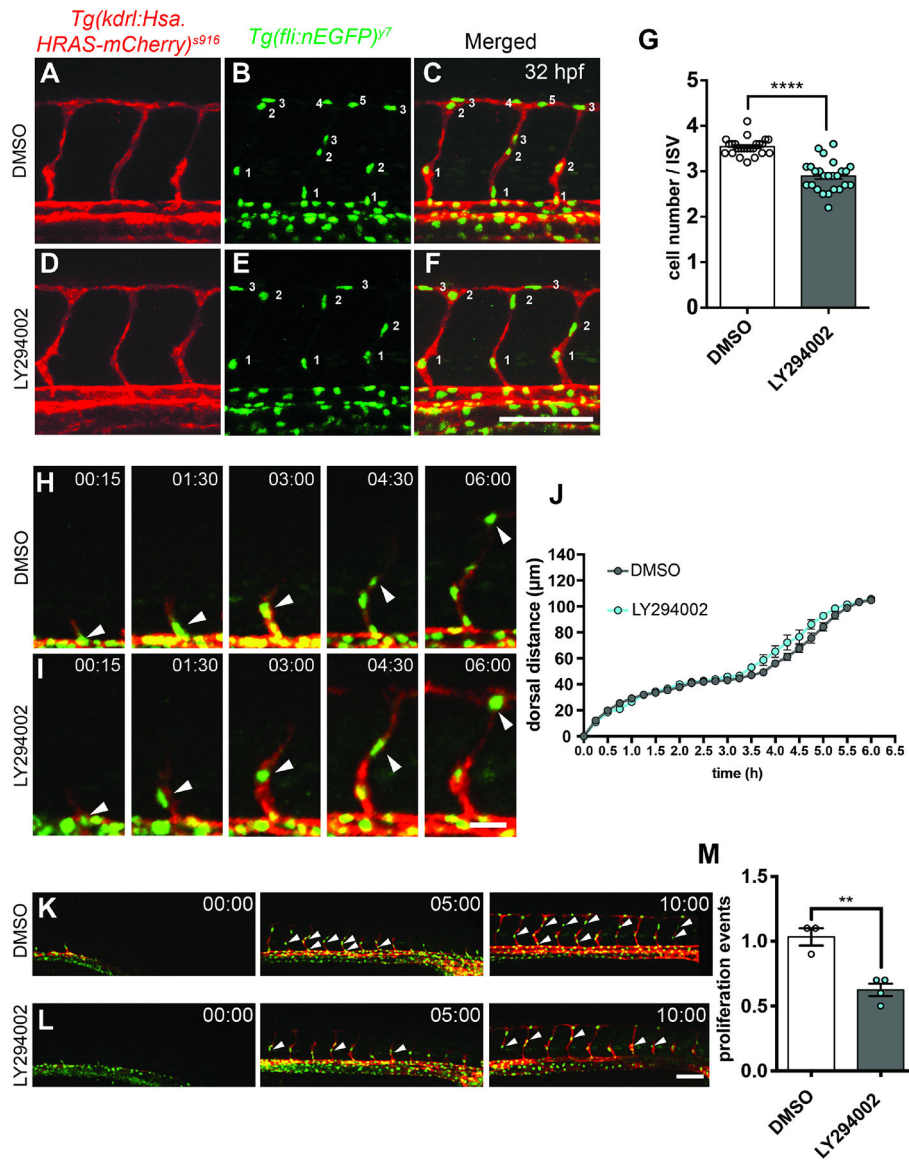 Tg(kdrl:Hsa.
HRAS-mCherry)s916
Tg(fli:nEGFP)y7
Merged
A
B
C
32 hpf
DMSO
3
2
1
4
5
3
2
1
3
2
1
3
2
4
5
3
3
2
2
1
1
1
D
E
F
LY294002
3
2
1
3
2
1
2
1
3
2
1
3
2
1
2
1
G
****
cell number / ISV
5
4
3
2
1
0
DMSO
LY294002
H
00:15
01:30
03:00
04:30
06:00
DMSO
I
00:15
01:30
03:00
04:30
06:00
LY294002
J
dorsal distance (µm)
140
120
100
80
60
40
20
0
DMSO
LY294002
0.0 0.5 1.0 1.5 2.0 2.5 3.0 3.5 4.0 4.5 5.0 5.5 6.0
time (h)
K
00:00
05:00
10:00
DMSO
L
00:00
05:00
10:00
LY294002
M
**
proliferation events
1.5
1.0
0.5
0.0
DMSO
LY294002